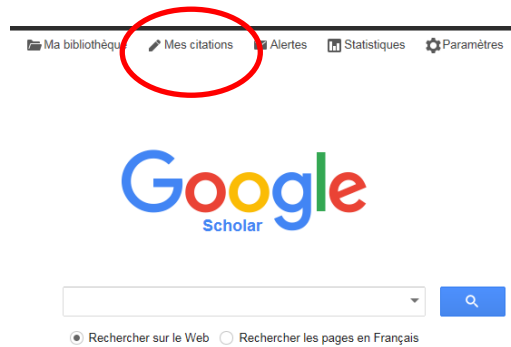 Ma bibliothèque Mes citations Alertes Statistiques Paramètres
Google
Scholar
Rechercher sur le Web Rechercher les pages en Français